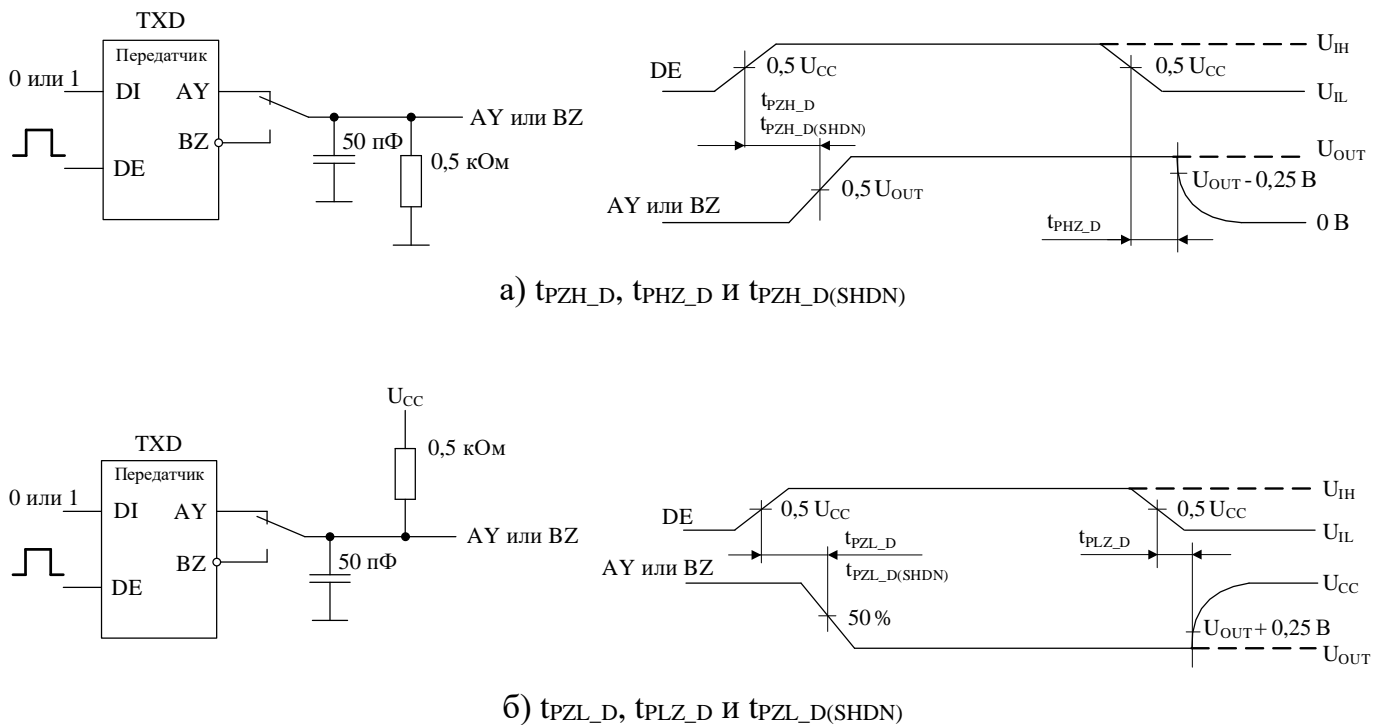 TXD
Передатчик
0 или 1
DI
AY
BZ
DE
50 пФ
0,5 кОм
AY или BZ
DE
0,5 UCC
0,5 UCC
UIH
UIL
tPZH_D
tPZH_D(SHDN)
UOUT
0,5 UOUT
UOUT - 0,25 В
AY или BZ
tPHZ_D
0 В
а) tPZH_D, tPHZ_D и tPZH_D(SHDN)
UCC
0,5 кОм
TXD
Передатчик
0 или 1
DI
AY
BZ
DE
50 пФ
AY или BZ
DE
0,5 UCC
0,5 UCC
UIH
UIL
tPZL_D
tPZL_D(SHDN)
tPLZ_D
AY или BZ
UCC
50 %
UOUT + 0,25 В
UOUT
б) tPZL_D, tPLZ_D и tPZL_D(SHDN)